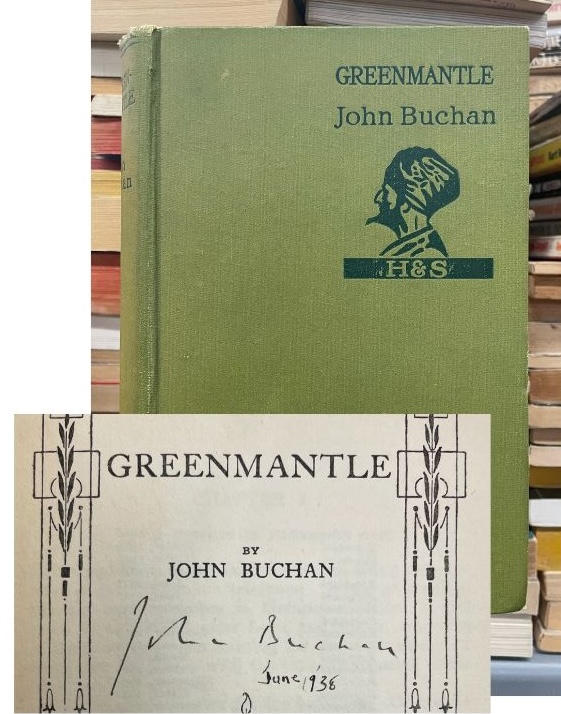 GREENMANTLE
John Buchan
H&S
GREENMANTLE
BY
JOHN BUCHAN
John Buchan
June, 1938